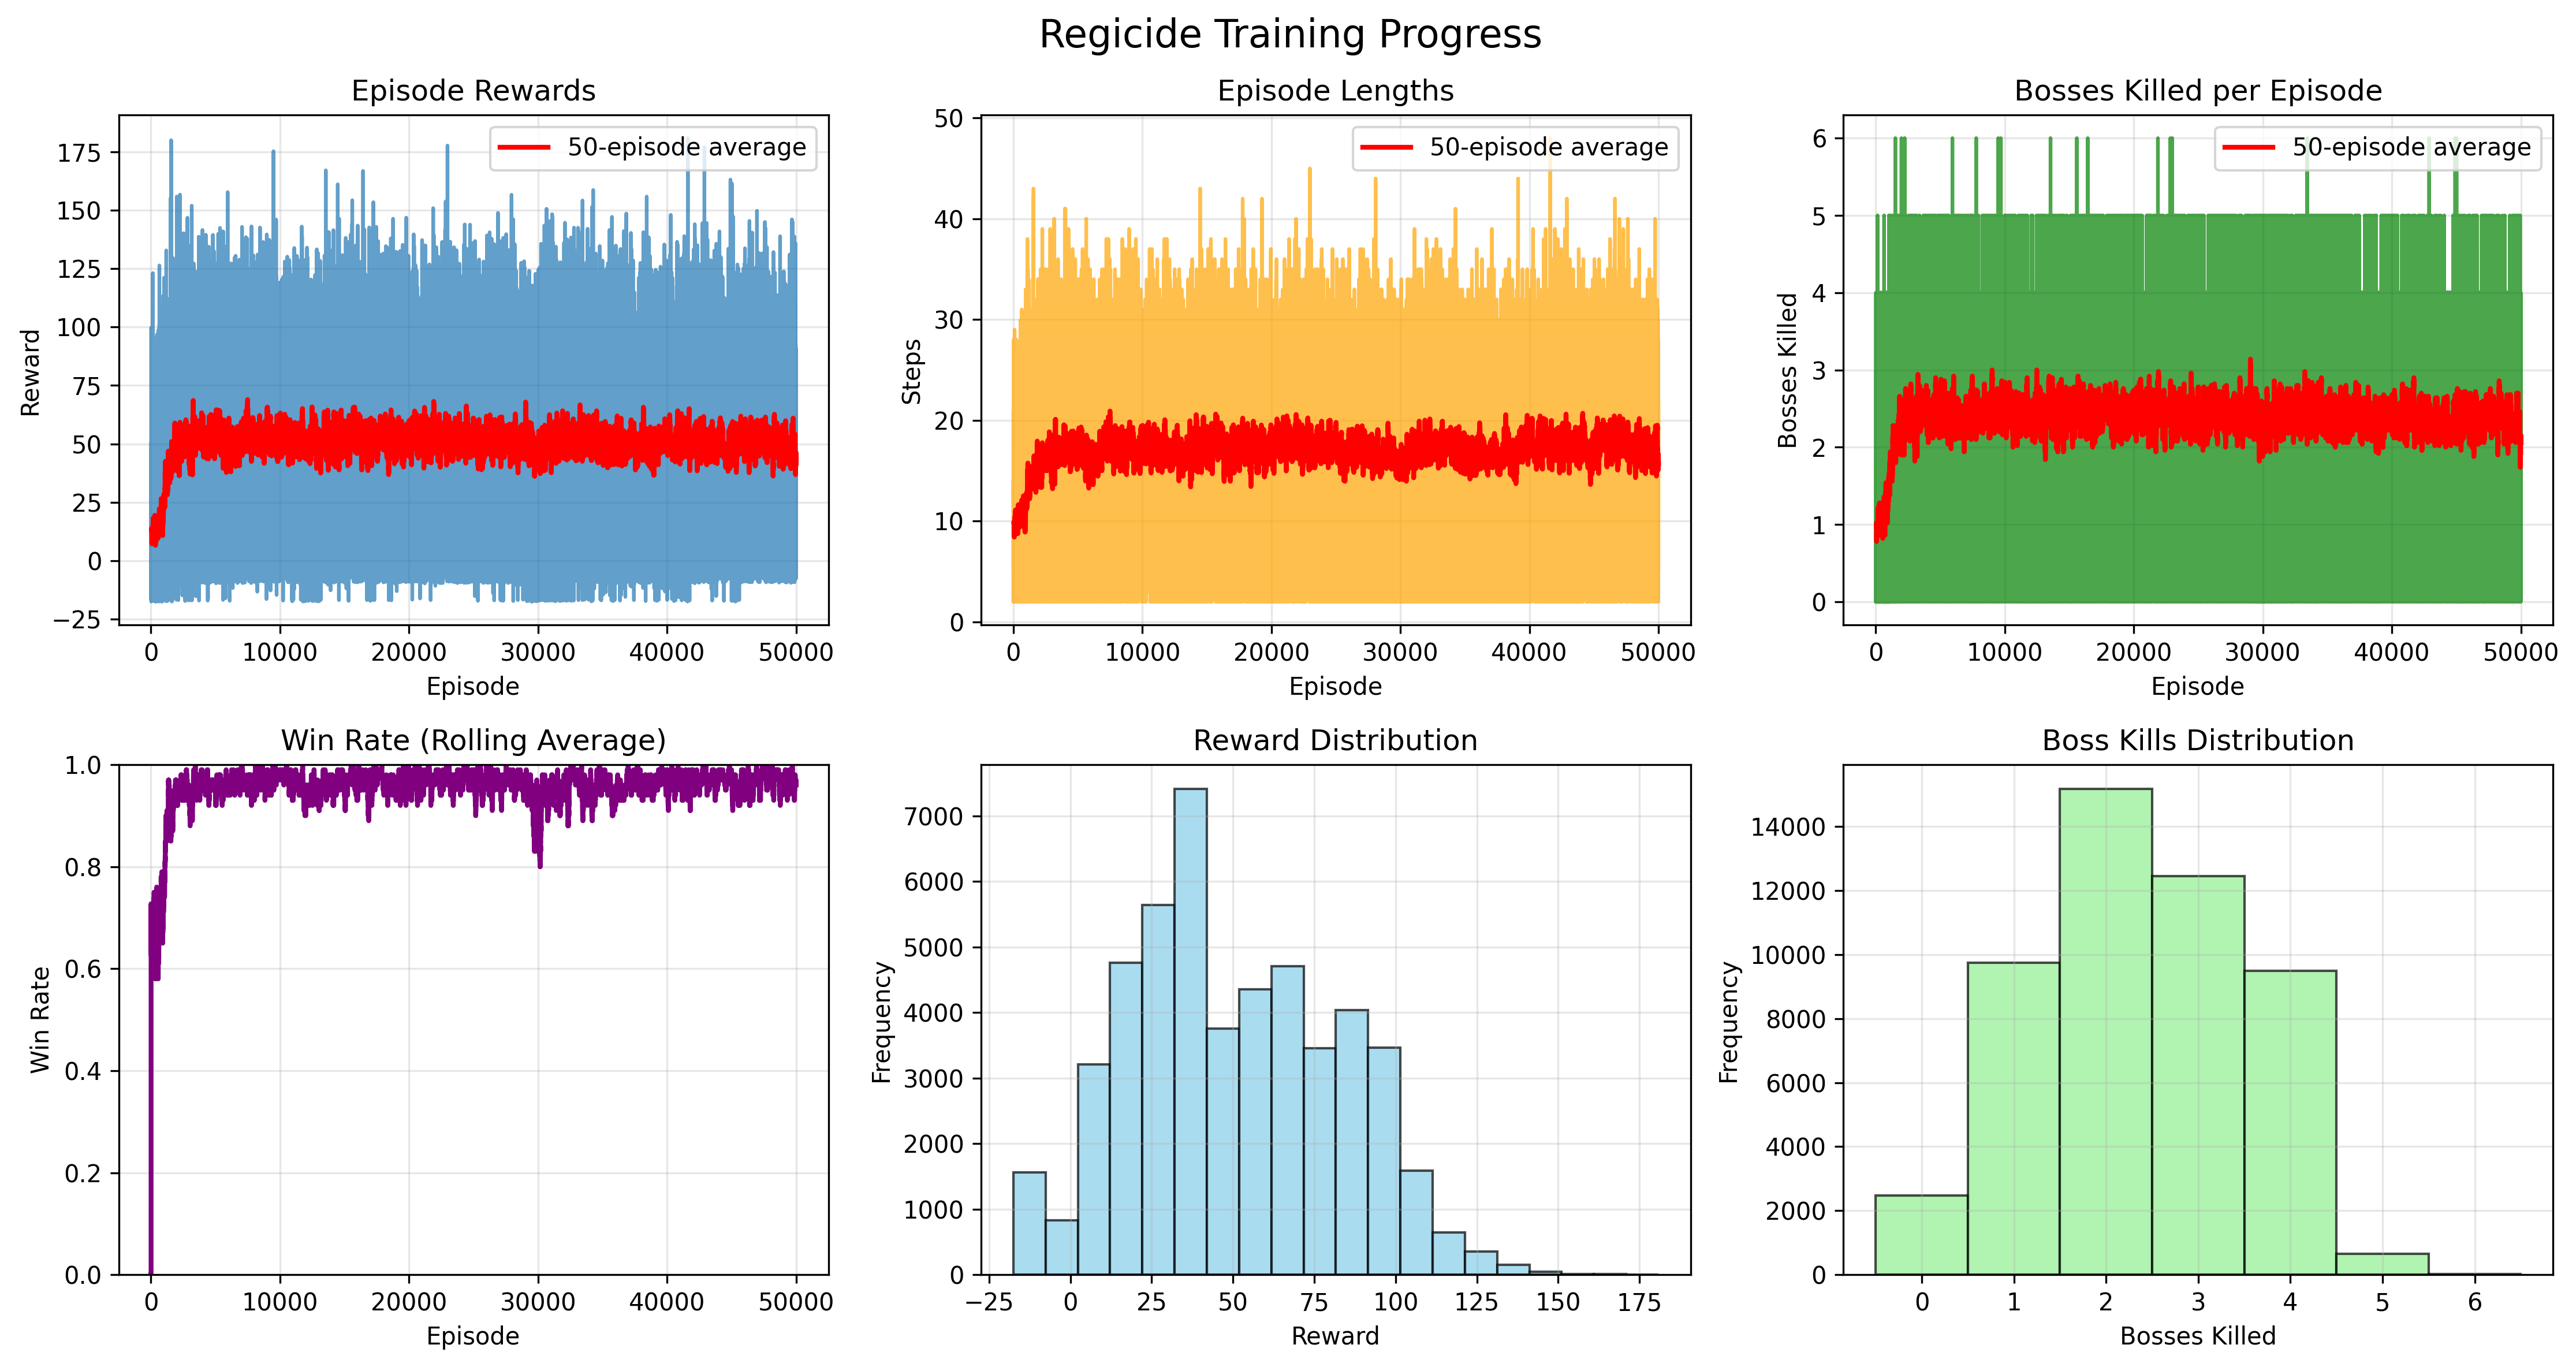 Regicide Training Progress
Episode Rewards
50-episode average
175
150
125
100
75
50
25
0
−25
Reward
0 10000 20000 30000 40000 50000
Episode
Episode Lengths
50-episode average
50
40
30
20
10
0
Steps
0 10000 20000 30000 40000 50000
Episode
Bosses Killed per Episode
50-episode average
6
5
4
3
2
1
0
Bosses Killed
0 10000 20000 30000 40000 50000
Episode
Win Rate (Rolling Average)
1.0
0.8
0.6
0.4
0.2
0.0
Win Rate
0 10000 20000 30000 40000 50000
Episode
Reward Distribution
7000
6000
5000
4000
3000
2000
1000
0
Frequency
−25 0 25 50 75 100 125 150 175
Reward
Boss Kills Distribution
14000
12000
10000
8000
6000
4000
2000
0
Frequency
0 1 2 3 4 5 6
Bosses Killed